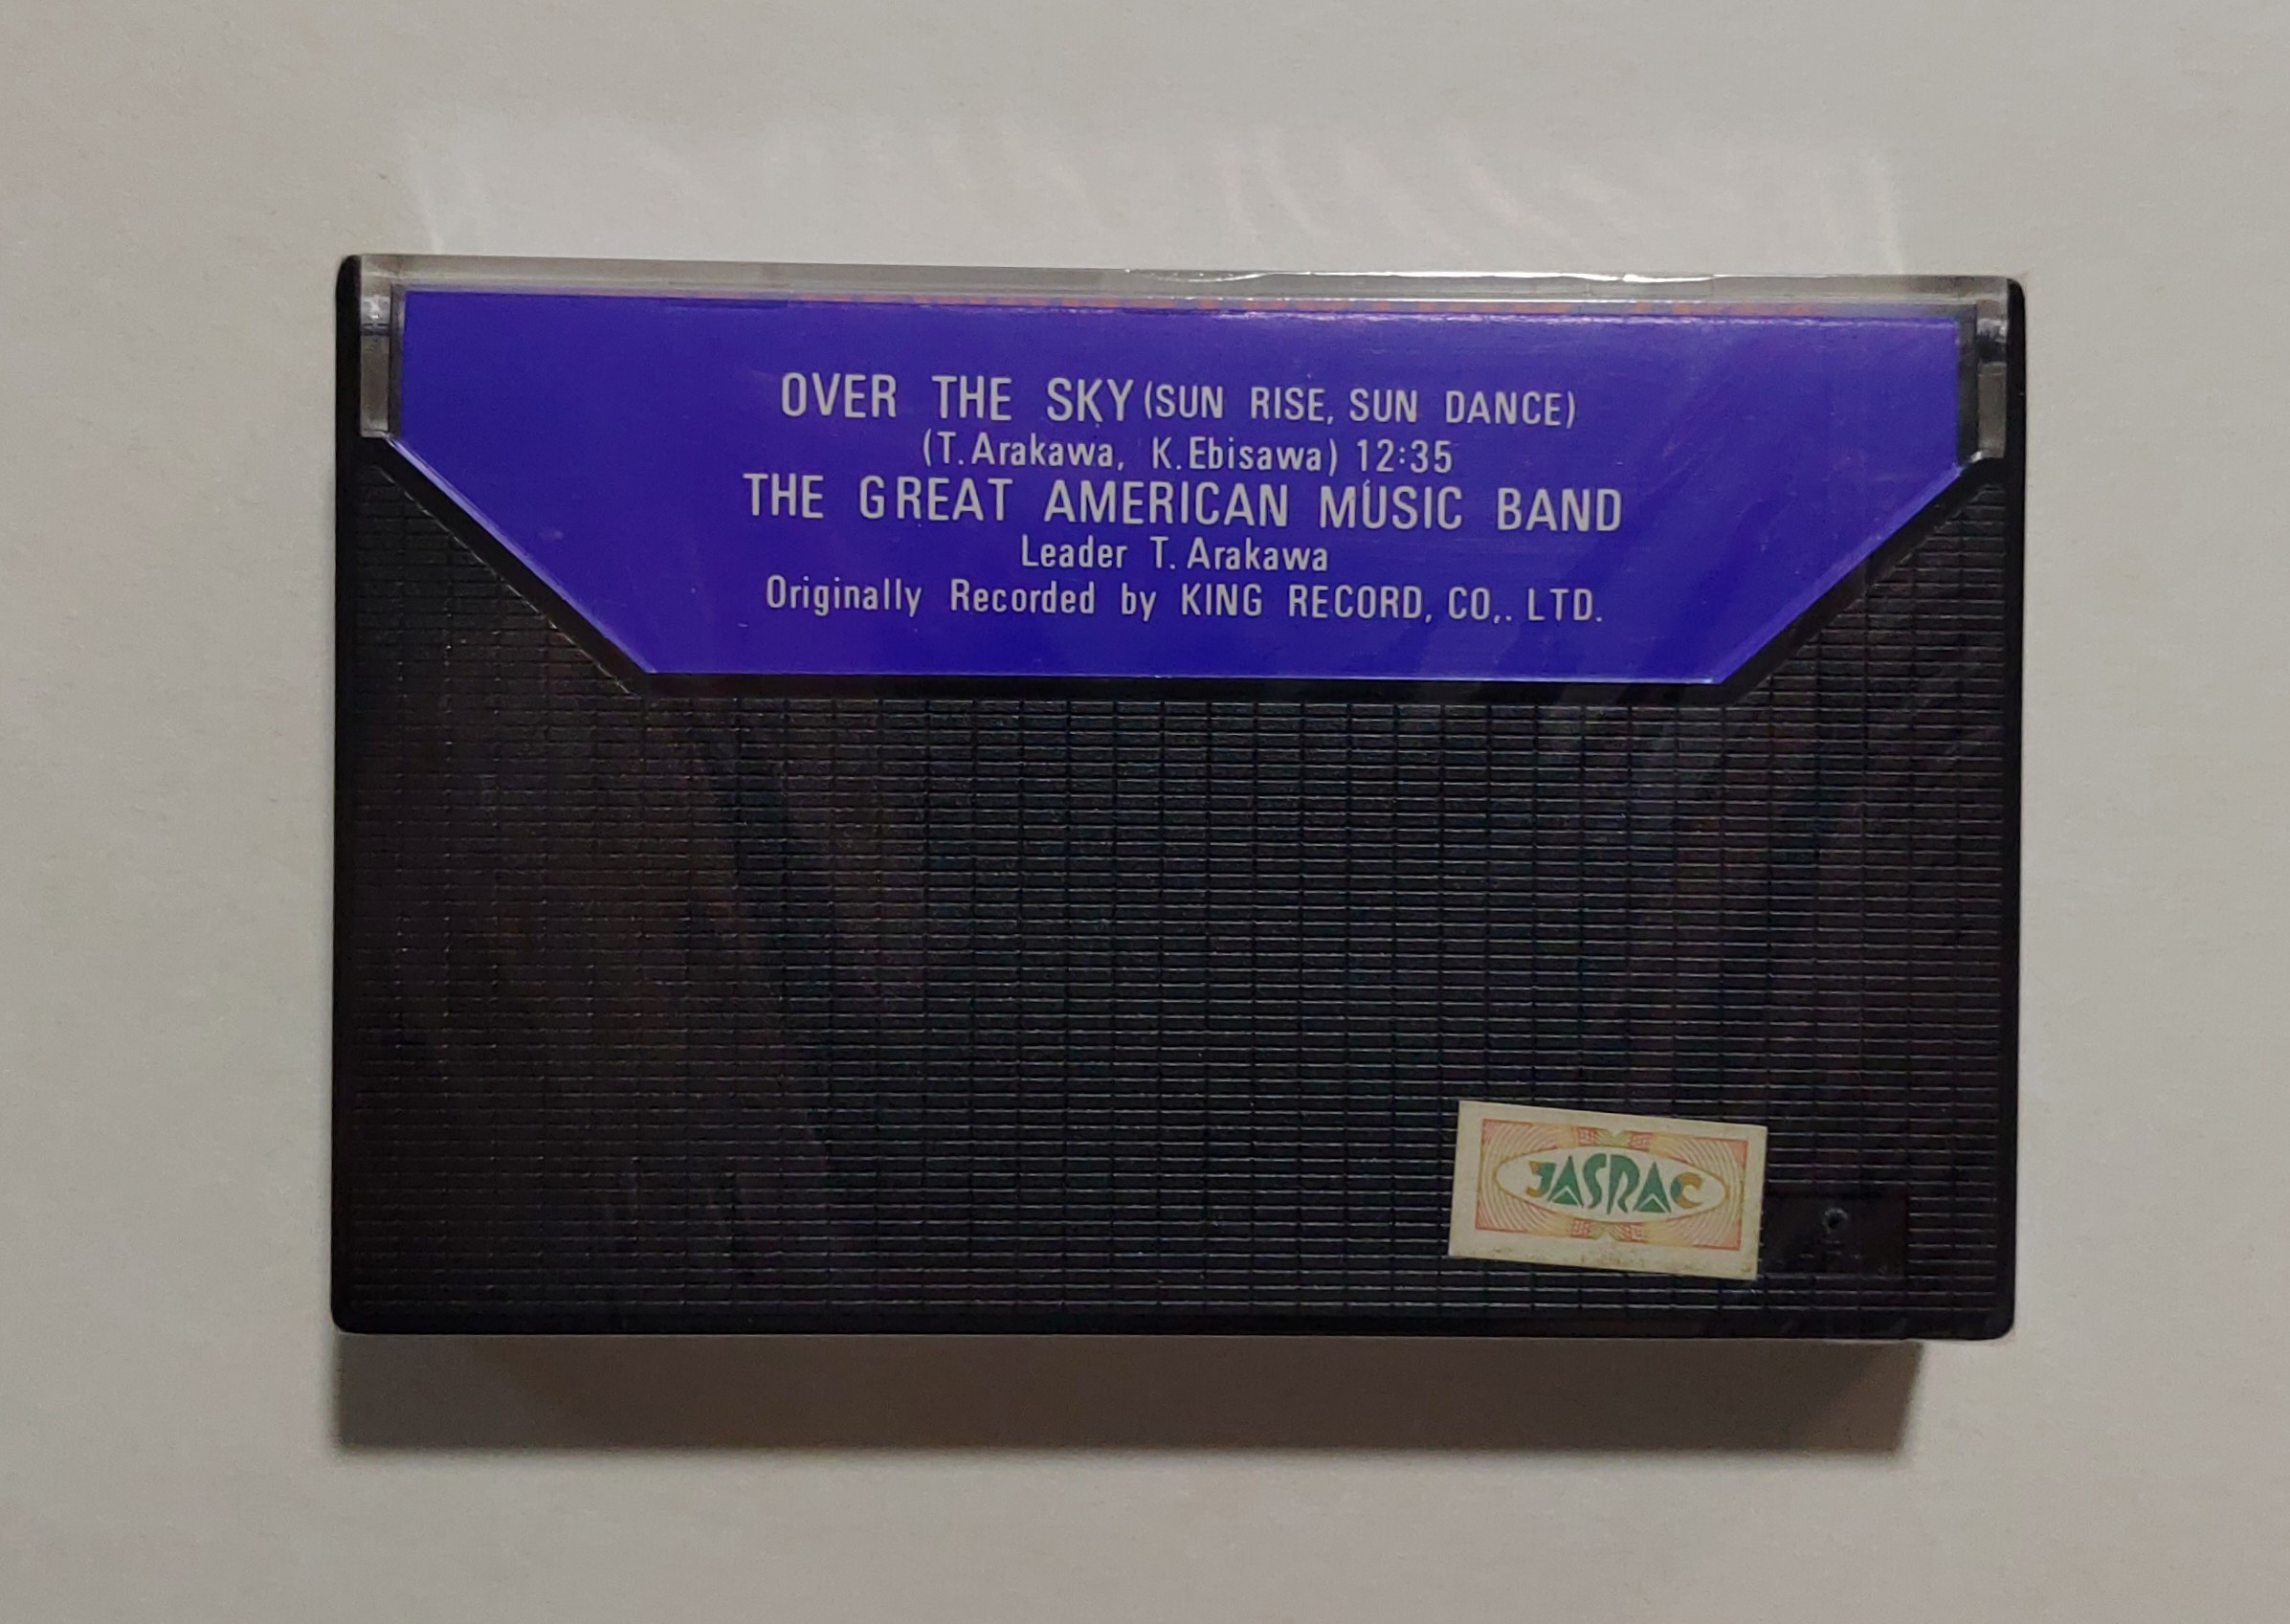 OVER THE SKY (SUN RISE, SUN DANCE)
(T. Arakawa, K. Ebisawa) 12:35
THE GREAT AMERICAN MUSIC BAND
Leader T. Arakawa
Originally Recorded by KING RECORD, CO,. LTD.
JASRAC